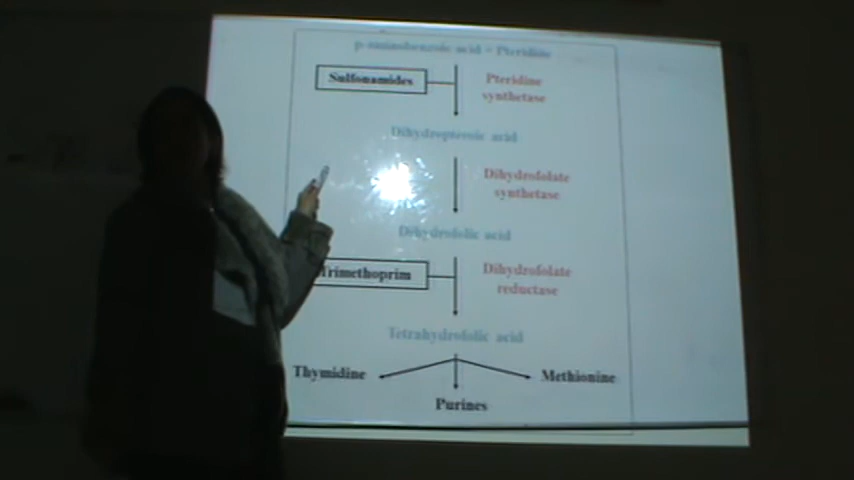 p-aminobenzoic acid + Pteridine
Sulfonamides
Pteridine
synthetase
Dihydropteroic acid
Dihydrofolate
synthetase
Dihydrofolic acid
Trimethoprim
Dihydrofolate
reductase
Tetrahydrofolic acid
Thymidine
Methionine
Purines